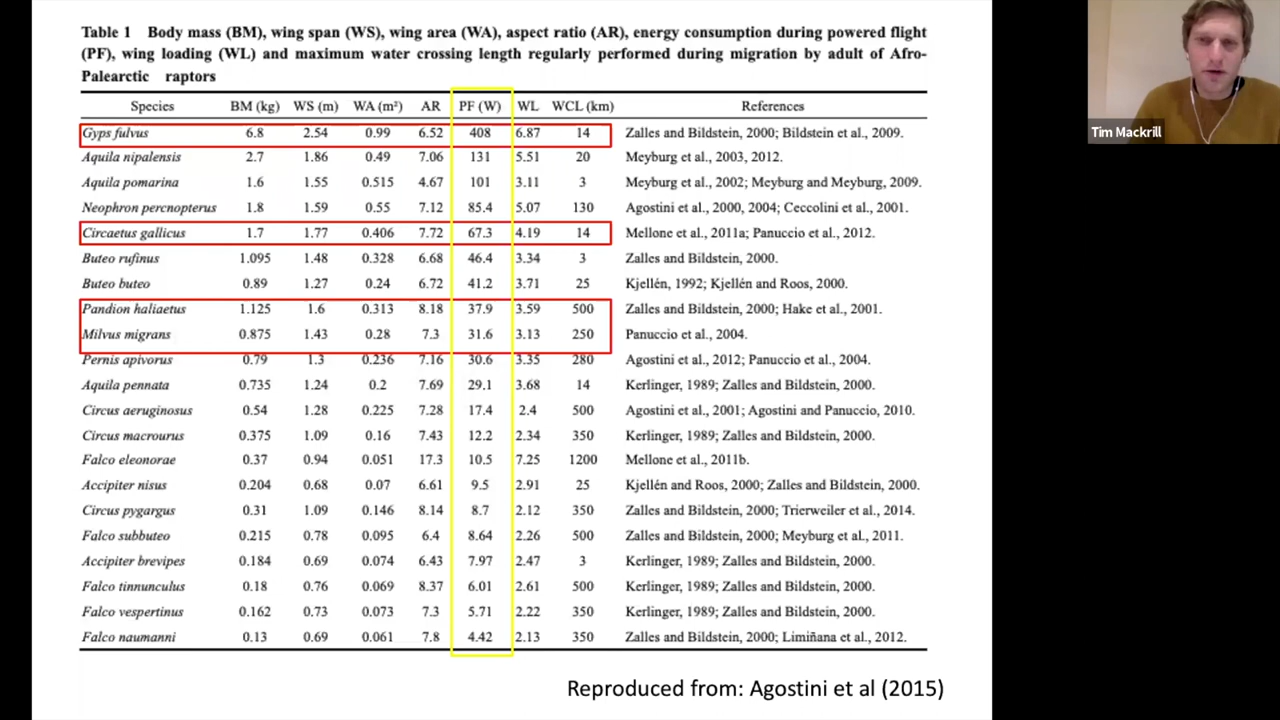 Table 1 Body mass (BM), wing span (WS), wing area (WA), aspect ratio (AR), energy consumption during powered flight
(PF), wing loading (WL) and maximum water crossing length regularly performed during migration by adult of Afro-
Palearctic raptors
Species BM (kg) WS (m) WA (m²) AR PF (W) WL WCL (km) References
Gyps fulvus 6.8 2.54 0.99 6.52 408 6.87 14 Zalles and Bildstein, 2000; Bildstein et al., 2009.
Aquila nipalensis 2.7 1.86 0.49 7.06 131 5.51 20 Meyburg et al., 2003, 2012.
Aquila pomarina 1.6 1.55 0.515 4.67 101 3.11 3 Meyburg et al., 2002; Meyburg and Meyburg, 2009.
Neophron percnopterus 1.8 1.59 0.55 7.12 85.4 5.07 130 Agostini et al., 2000, 2004; Ceccolini et al., 2001.
Circaetus gallicus 1.7 1.77 0.406 7.72 67.3 4.19 14 Mellone et al., 2011a; Panuccio et al., 2012.
Buteo rufinus 1.095 1.48 0.328 6.68 46.4 3.34 3 Zalles and Bildstein, 2000.
Buteo buteo 0.89 1.27 0.24 6.72 41.2 3.71 25 Kjellén, 1992; Kjellén and Roos, 2000.
Pandion haliaetus 1.125 1.6 0.313 8.18 37.9 3.59 500 Zalles and Bildstein, 2000; Hake et al., 2001.
Milvus migrans 0.875 1.43 0.28 7.3 31.6 3.13 250 Panuccio et al., 2004.
Pernis apivorus 0.79 1.3 0.236 7.16 30.6 3.35 280 Agostini et al., 2012; Panuccio et al., 2004.
Aquila pennata 0.735 1.24 0.2 7.69 29.1 3.68 14 Kerlinger, 1989; Zalles and Bildstein, 2000.
Circus aeruginosus 0.54 1.28 0.225 7.28 17.4 2.4 500 Agostini et al., 2001; Agostini and Panuccio, 2010.
Circus macrourus 0.375 1.09 0.16 7.43 12.2 2.34 350 Kerlinger, 1989; Zalles and Bildstein, 2000.
Falco eleonorae 0.37 0.94 0.051 17.3 10.5 7.25 1200 Mellone et al., 2011b.
Accipiter nisus 0.204 0.68 0.07 6.61 9.5 2.91 25 Kjellén and Roos, 2000; Zalles and Bildstein, 2000.
Circus pygargus 0.31 1.09 0.146 8.14 8.7 2.12 350 Zalles and Bildstein, 2000; Trierweiler et al., 2014.
Falco subbuteo 0.215 0.78 0.095 6.4 8.64 2.26 500 Zalles and Bildstein, 2000; Meyburg et al., 2011.
Accipiter brevipes 0.184 0.69 0.074 6.43 7.97 2.47 3 Kerlinger, 1989; Zalles and Bildstein, 2000.
Falco tinnunculus 0.18 0.76 0.069 8.37 6.01 2.61 500 Kerlinger, 1989; Zalles and Bildstein, 2000.
Falco vespertinus 0.162 0.73 0.073 7.3 5.71 2.22 350 Kerlinger, 1989; Zalles and Bildstein, 2000.
Falco naumanni 0.13 0.69 0.061 7.8 4.42 2.13 350 Zalles and Bildstein, 2000; Limiñana et al., 2012.
Reproduced from: Agostini et al (2015)
Tim Mackrill